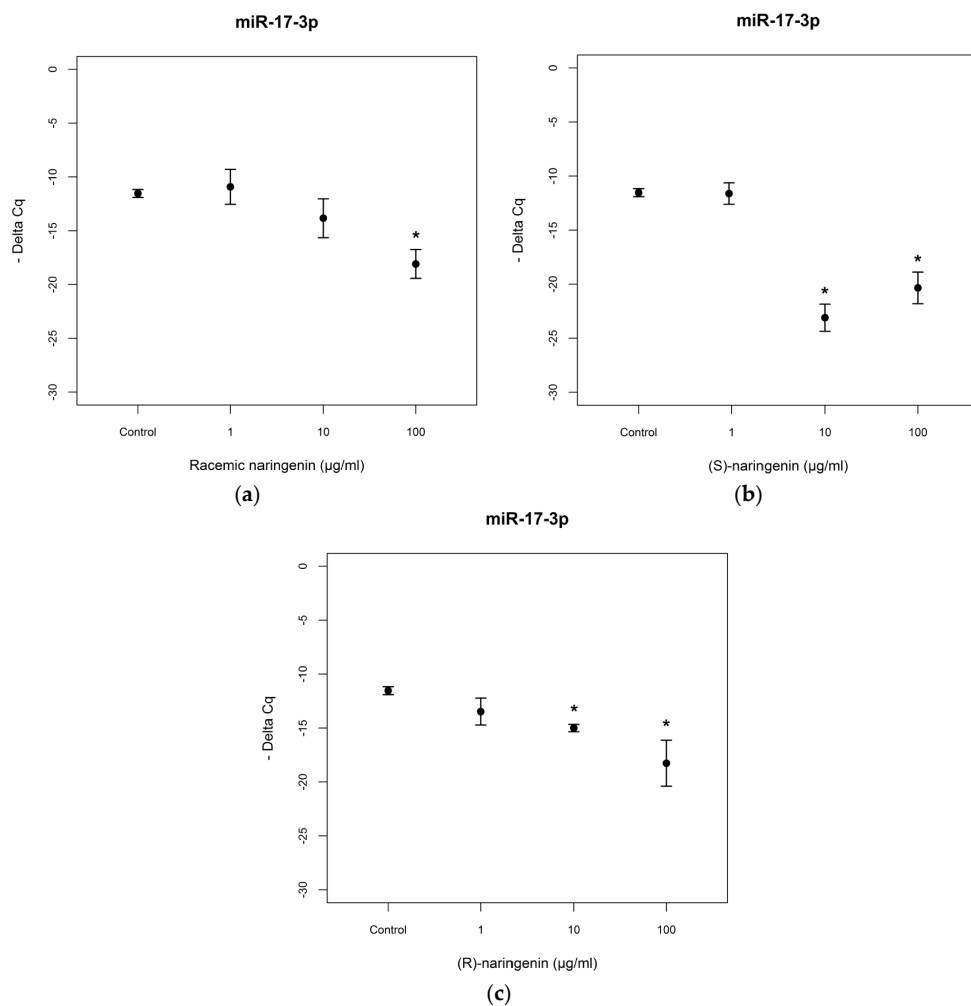 miR-17-3p
0
-5
-10
-15
-20
-25
-30
- Delta Cq
*
Control 1 10 100
Racemic naringenin (µg/ml)
(a)
miR-17-3p
0
-5
-10
-15
-20
-25
-30
- Delta Cq
*
*
Control 1 10 100
(S)-naringenin (µg/ml)
(b)
miR-17-3p
0
-5
-10
-15
-20
-25
-30
- Delta Cq
*
*
Control 1 10 100
(R)-naringenin (µg/ml)
(c)